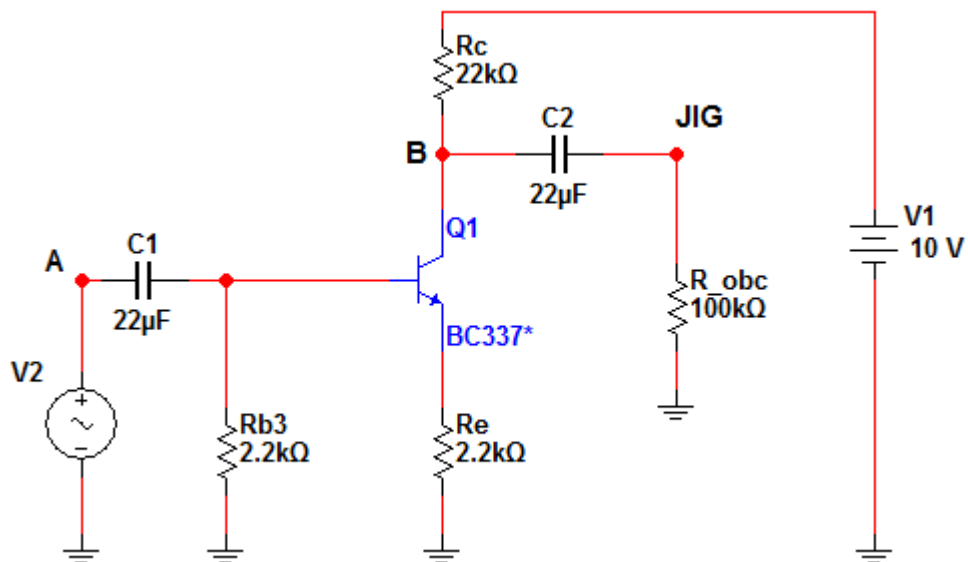 Rc
22kΩ
C2
JIG
B
22µF
V1
10 V
Q1
C1
A
22µF
R_obc
100kΩ
BC337*
V2
Rb3
2.2kΩ
Re
2.2kΩ